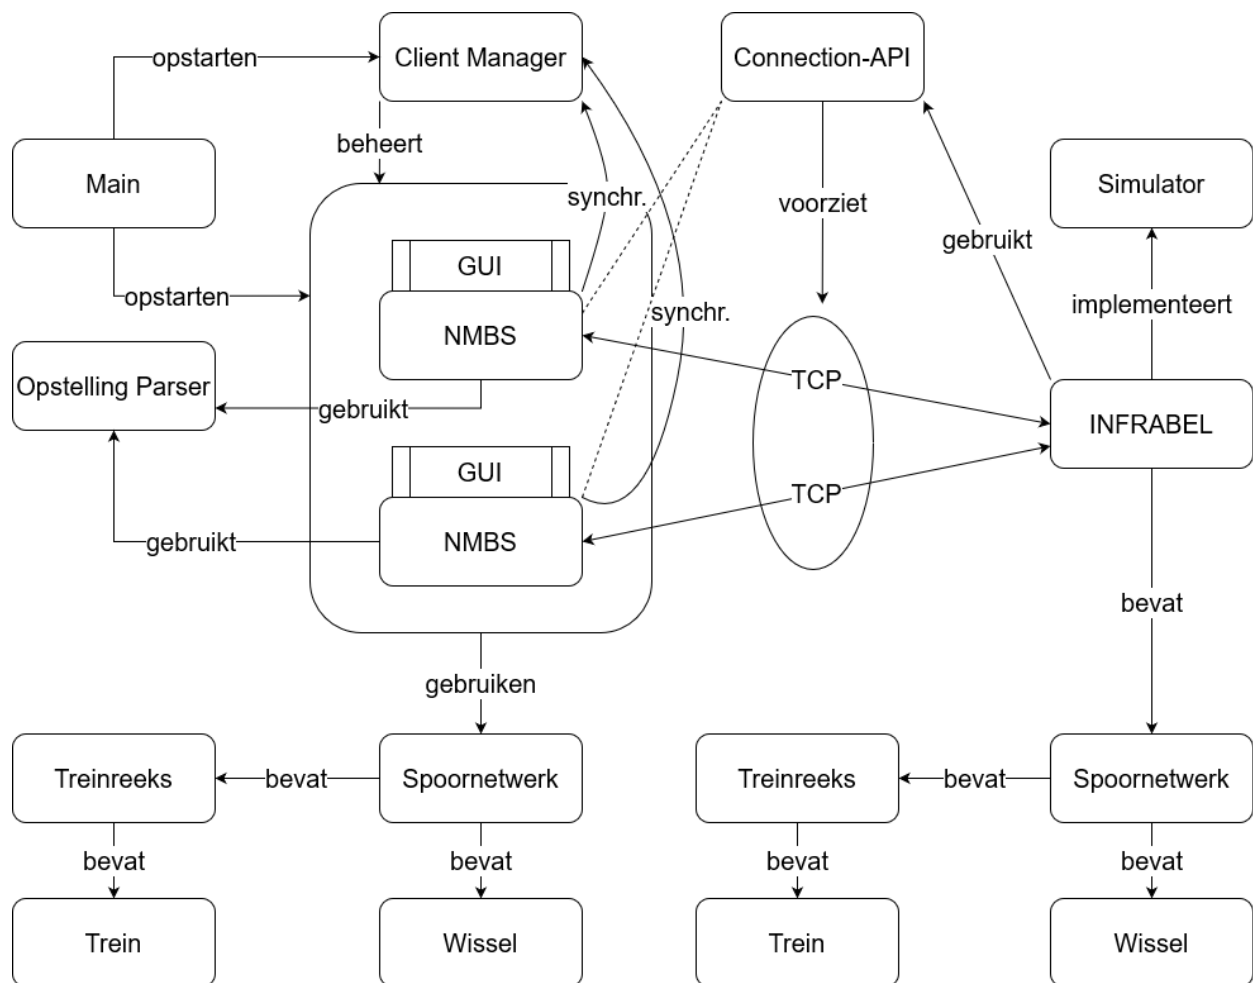 opstarten
Client Manager
Connection-API
beheert
Main
synchr.
voorziet
Simulator
gebruikt
GUI
opstarten
synchr.
implementeert
NMBS
Opstelling Parser
TCP
gebruikt
INFRABEL
GUI
TCP
gebruikt
NMBS
bevat
gebruiken
Treinreeks
bevat
Spoornetwerk
Treinreeks
bevat
Spoornetwerk
bevat
bevat
bevat
bevat
Trein
Wissel
Trein
Wissel